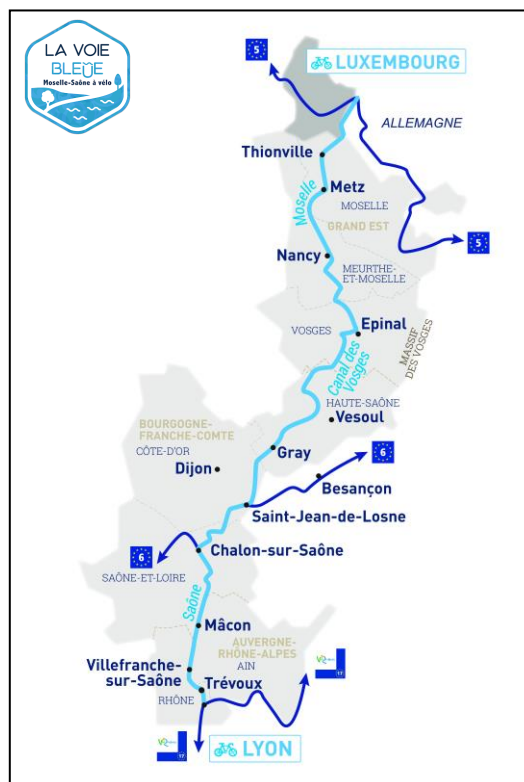 LA VOIE
BLEUE
Moselle-Saône à vélo
5
LUXEMBOURG
ALLEMAGNE
Thionville
Metz
Moselle
MOSELLE
GRAND EST
5
Nancy
MEURTHE-
ET-MOSELLE
VOSGES
Epinal
MASSIF
DES VOSGES
Canal des
Vosges
HAUTE-SAÔNE
Vesoul
BOURGOGNE-
FRANCHE-COMTE
CÔTE-D'OR
Gray
6
Dijon
Besançon
Saint-Jean-de-Losne
Chalon-sur-Saône
6
SAÔNE-ET-LOIRE
Saône
Mâcon
AUVERGNE-
RHÔNE-ALPES
AIN
Villefranche-
sur-Saône
Trévoux
RHÔNE
17
17
LYON